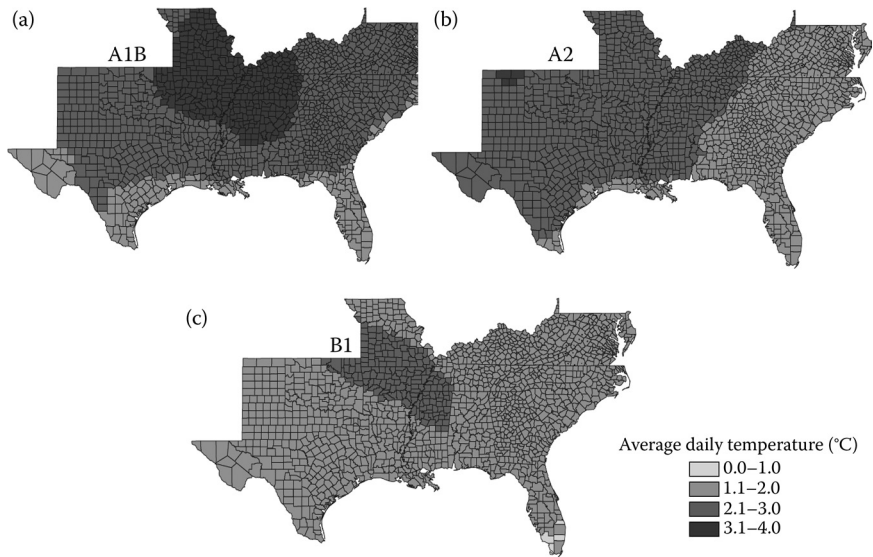 (a)
A1B
(b)
A2
(c)
B1
Average daily temperature (°C)
0.0–1.0
1.1–2.0
2.1–3.0
3.1–4.0